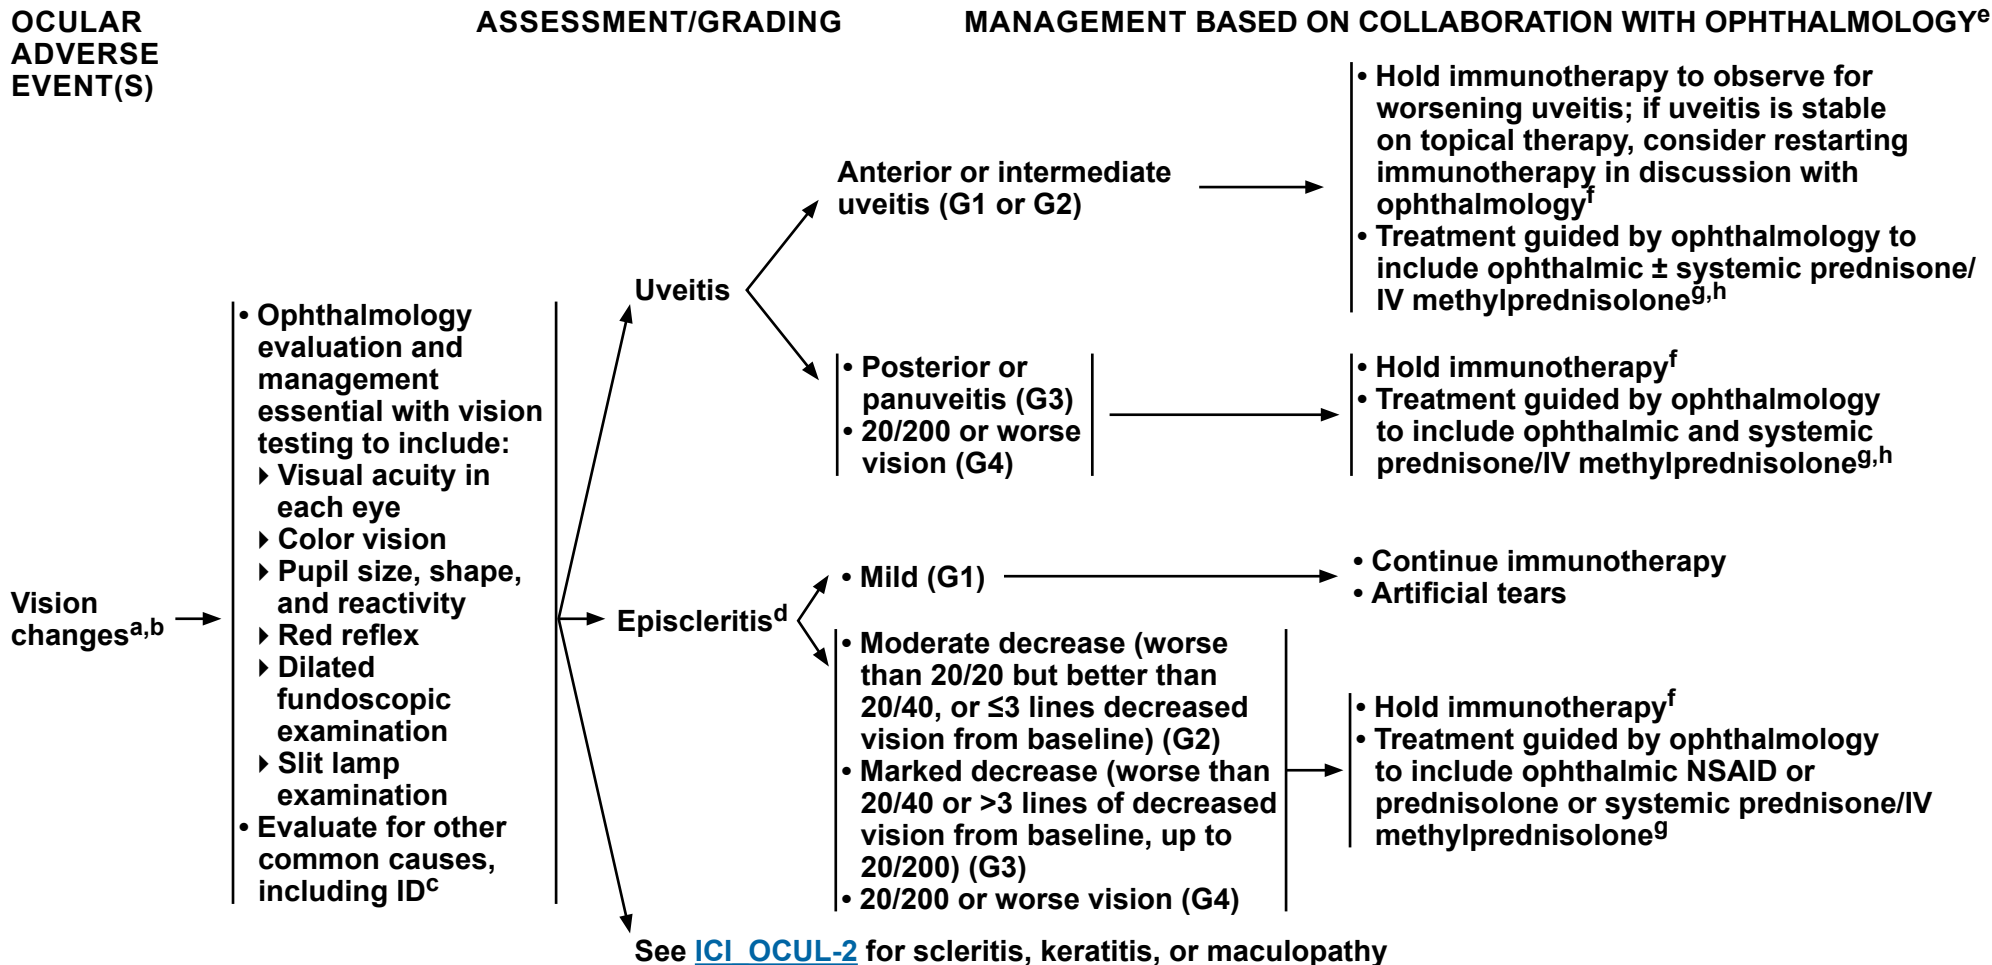 OCULAR
ADVERSE
EVENT(S)
ASSESSMENT/GRADING
MANAGEMENT BASED ON COLLABORATION WITH OPHTHALMOLOGYe
Vision
changesa,b
• Ophthalmology
evaluation and
management
essential with vision
testing to include:
▸ Visual acuity in
each eye
▸ Color vision
▸ Pupil size, shape,
and reactivity
▸ Red reflex
▸ Dilated
fundoscopic
examination
▸ Slit lamp
examination
• Evaluate for other
common causes,
including IDc
Uveitis
Anterior or intermediate
uveitis (G1 or G2)
• Hold immunotherapy to observe for
worsening uveitis; if uveitis is stable
on topical therapy, consider restarting
immunotherapy in discussion with
ophthalmologyf
• Treatment guided by ophthalmology to
include ophthalmic ± systemic prednisone/
IV methylprednisoloneg,h
• Posterior or
panuveitis (G3)
• 20/200 or worse
vision (G4)
• Hold immunotherapyf
• Treatment guided by ophthalmology
to include ophthalmic and systemic
prednisone/IV methylprednisoloneg,h
Episcleritisd
• Mild (G1)
• Continue immunotherapy
• Artificial tears
• Moderate decrease (worse
than 20/20 but better than
20/40, or ≤3 lines decreased
vision from baseline) (G2)
• Marked decrease (worse than
20/40 or >3 lines of decreased
vision from baseline, up to
20/200) (G3)
• 20/200 or worse vision (G4)
• Hold immunotherapyf
• Treatment guided by ophthalmology
to include ophthalmic NSAID or
prednisolone or systemic prednisone/IV
methylprednisoloneg
See ICI_OCUL-2 for scleritis, keratitis, or maculopathy